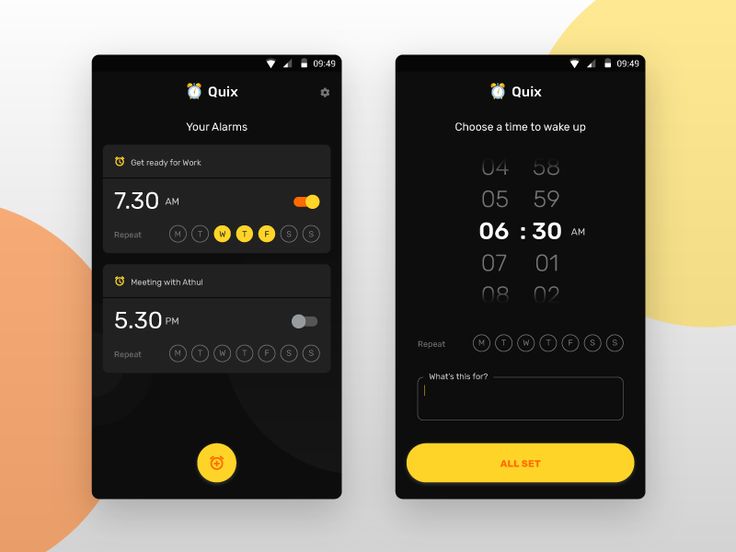 09:49
Quix
Your Alarms
Get ready for Work
7.30 AM
Repeat M T W T F S S
Meeting with Athul
5.30 PM
Repeat M T W T F S S
09:49
Quix
Choose a time to wake up
04 58
05 59
06 : 30 AM
07 01
08 02
Repeat M T W T F S S
What's this for?
ALL SET